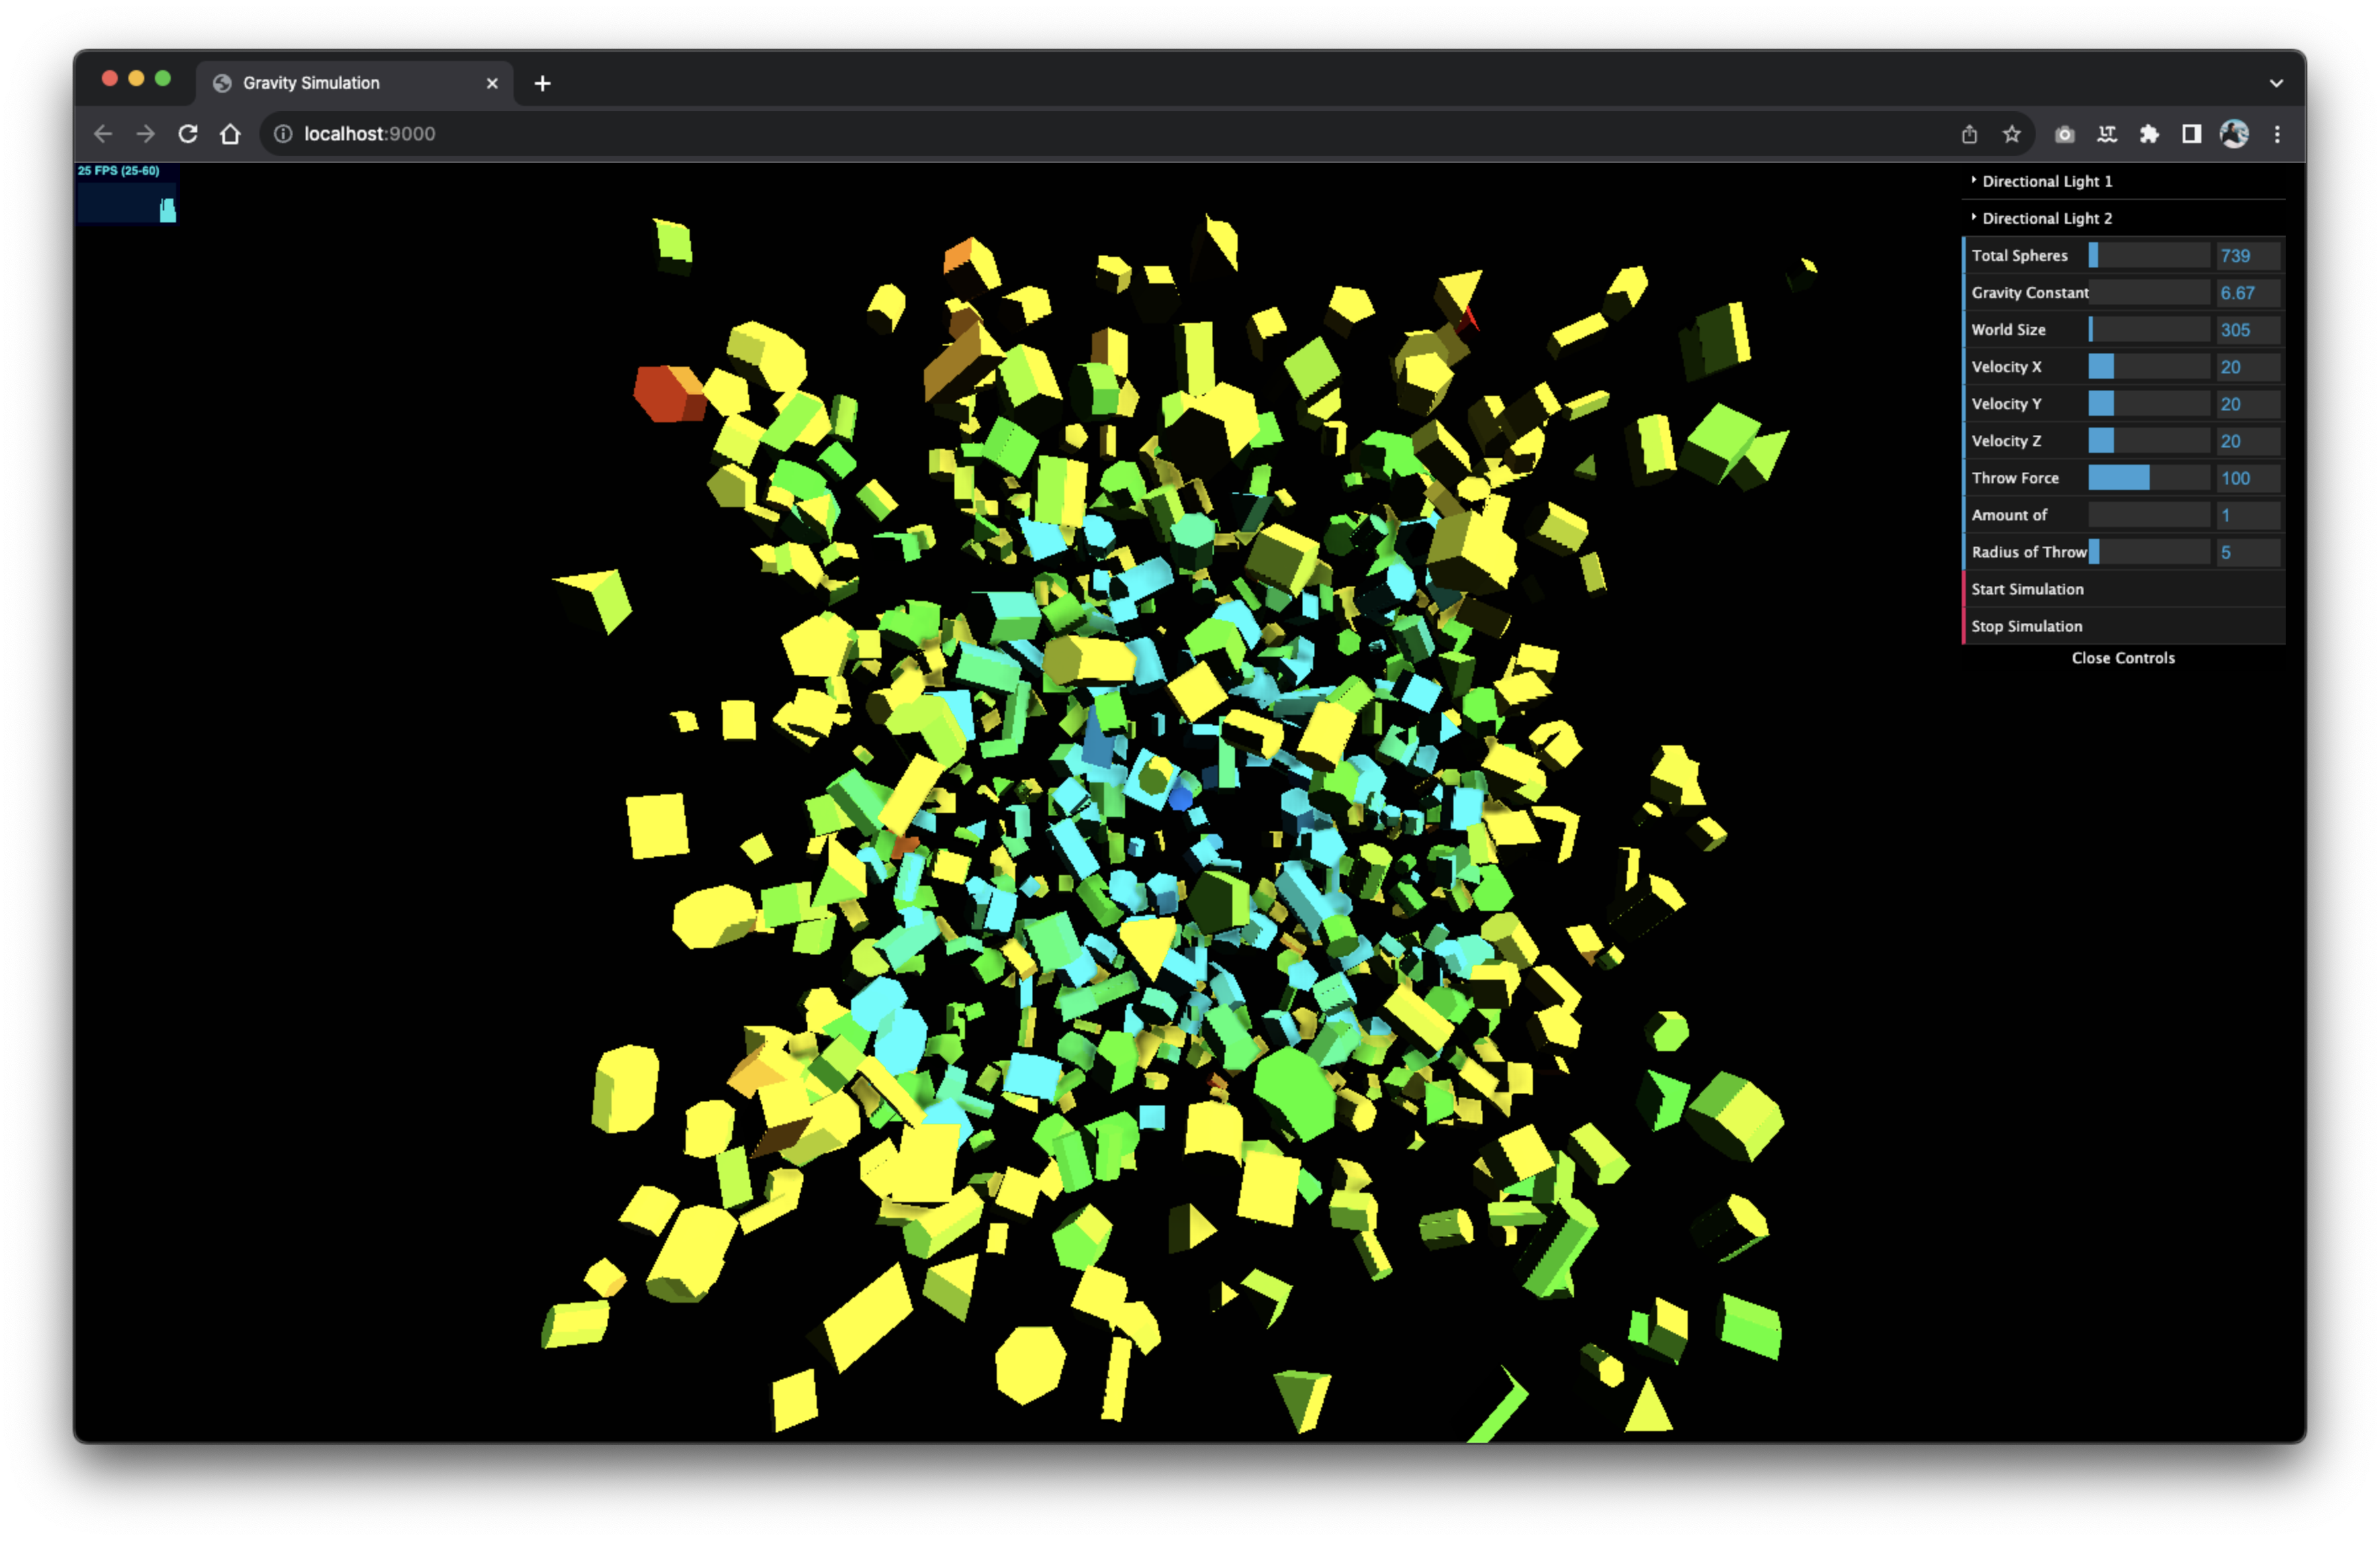 Gravity Simulation
localhost:9000
25 FPS (25-60)
Directional Light 1
Directional Light 2
Total Spheres 739
Gravity Constant 6.67
World Size 305
Velocity X 20
Velocity Y 20
Velocity Z 20
Throw Force 100
Amount of 1
Radius of Throw 5
Start Simulation
Stop Simulation
Close Controls